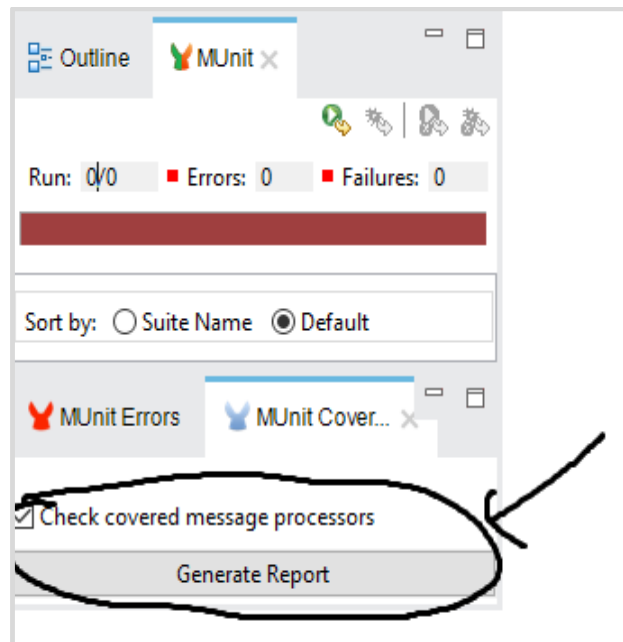 Outline MUnit
Run: 0/0 Errors: 0 Failures: 0
Sort by: Suite Name Default
MUnit Errors MUnit Cover...
Check covered message processors
Generate Report